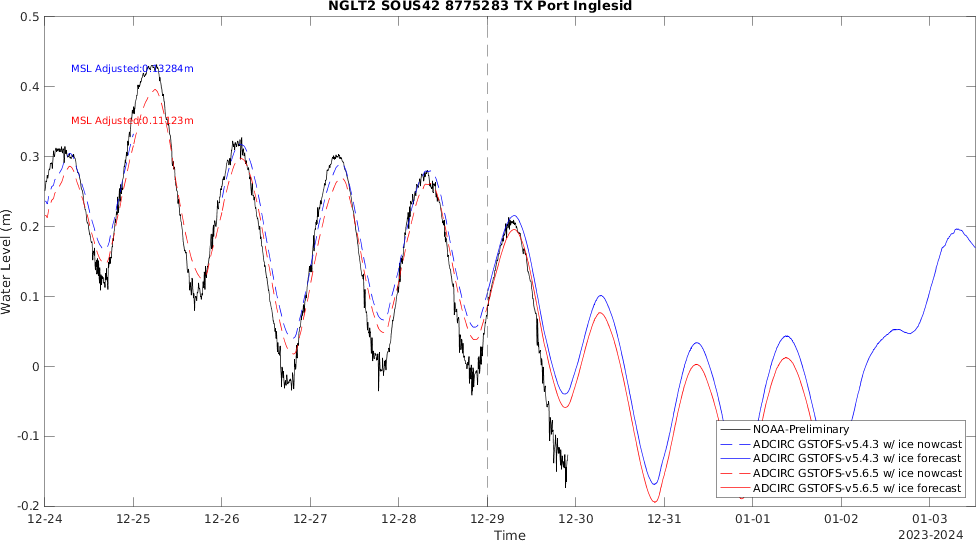 NGLT2 SOUS42 8775283 TX Port Inglesid
0.5
0.4
0.3
0.2
0.1
0
-0.1
-0.2
Water Level (m)
MSL Adjusted:0.13284m
MSL Adjusted:0.11123m
NOAA-Preliminary
ADCIRC GSTOFS-v5.4.3 w/ ice nowcast
ADCIRC GSTOFS-v5.4.3 w/ ice forecast
ADCIRC GSTOFS-v5.6.5 w/ ice nowcast
ADCIRC GSTOFS-v5.6.5 w/ ice forecast
12-24 12-25 12-26 12-27 12-28 12-29 12-30 12-31 01-01 01-02 01-03
Time
2023-2024